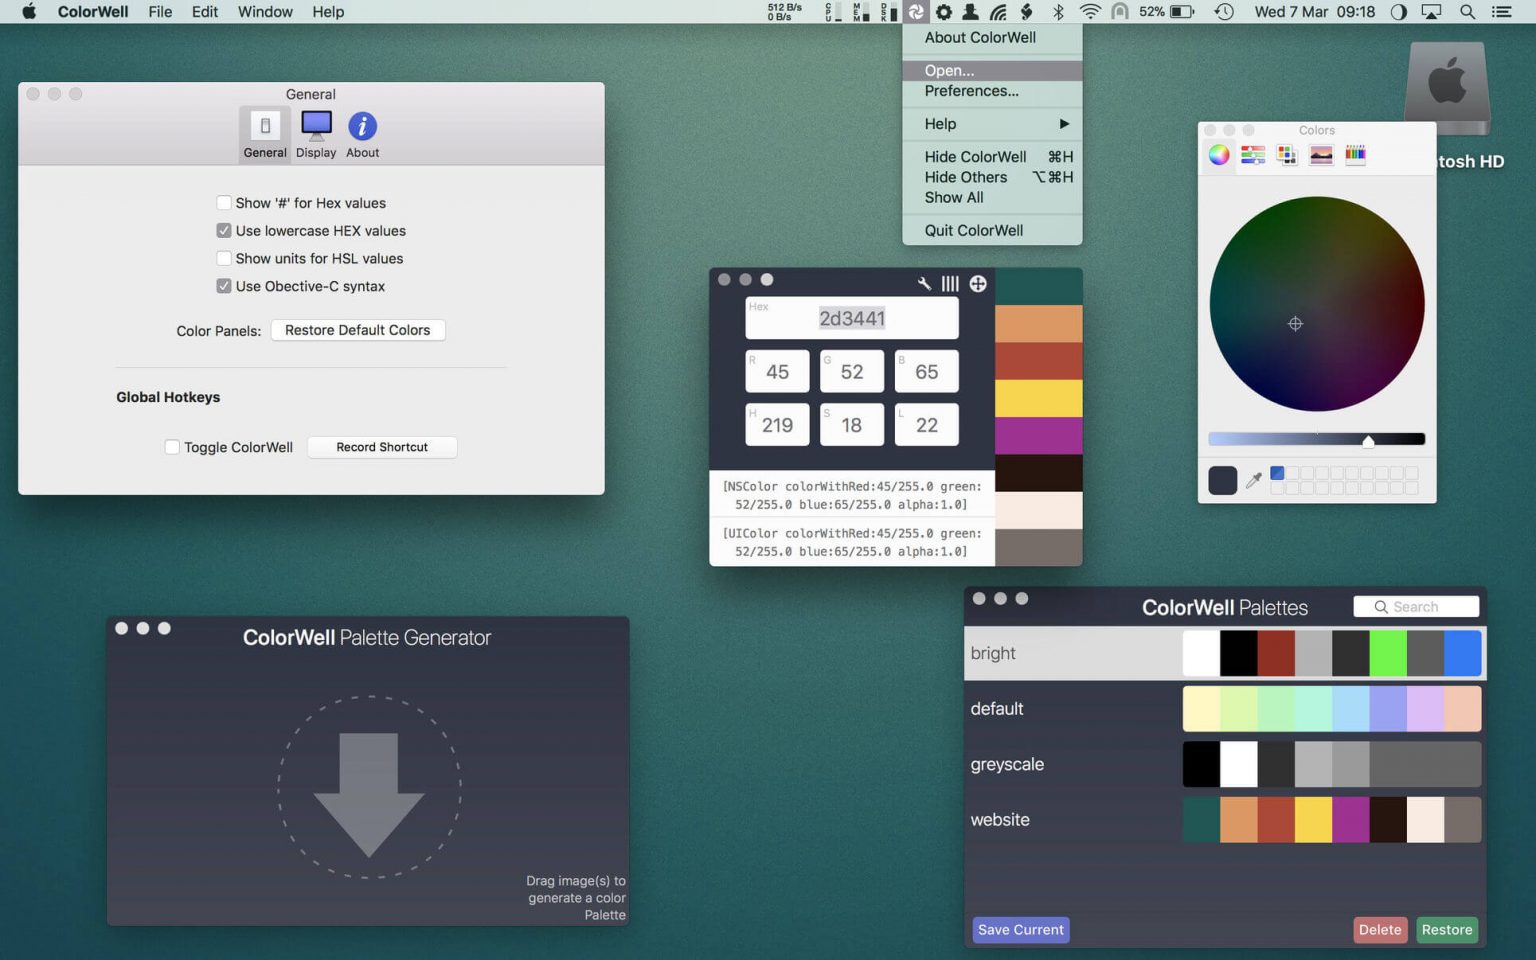 ColorWell File Edit Window Help
512 B/s
0 B/s
CPU MEM DSK
52%
Wed 7 Mar 09:18
About ColorWell
Open...
Preferences...
Help
Hide ColorWell ⌘H
Hide Others ⌥⌘H
Show All
Quit ColorWell
General
General Display About
Show '#' for Hex values
Use lowercase HEX values
Show units for HSL values
Use Obective-C syntax
Color Panels: Restore Default Colors
Global Hotkeys
Toggle ColorWell Record Shortcut
Hex
2d3441
R 45 G 52 B 65
H 219 S 18 L 22
[NSColor colorWithRed:45/255.0 green:
52/255.0 blue:65/255.0 alpha:1.0]
[UIColor colorWithRed:45/255.0 green:
52/255.0 blue:65/255.0 alpha:1.0]
Colors
tosh HD
ColorWell Palette Generator
Drag image(s) to
generate a color
Palette
ColorWell Palettes
Search
bright
default
greyscale
website
Save Current Delete Restore